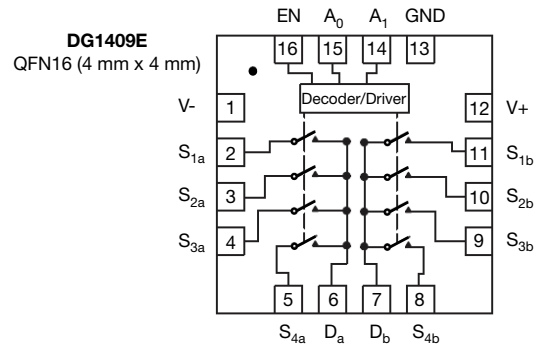 DG1409E
QFN16 (4 mm x 4 mm)
EN A0 A1 GND
16 15 14 13
Decoder/Driver
V- 1 12 V+
S1a 2 11 S1b
S2a 3 10 S2b
S3a 4 9 S3b
5 6 7 8
S4a Da Db S4b